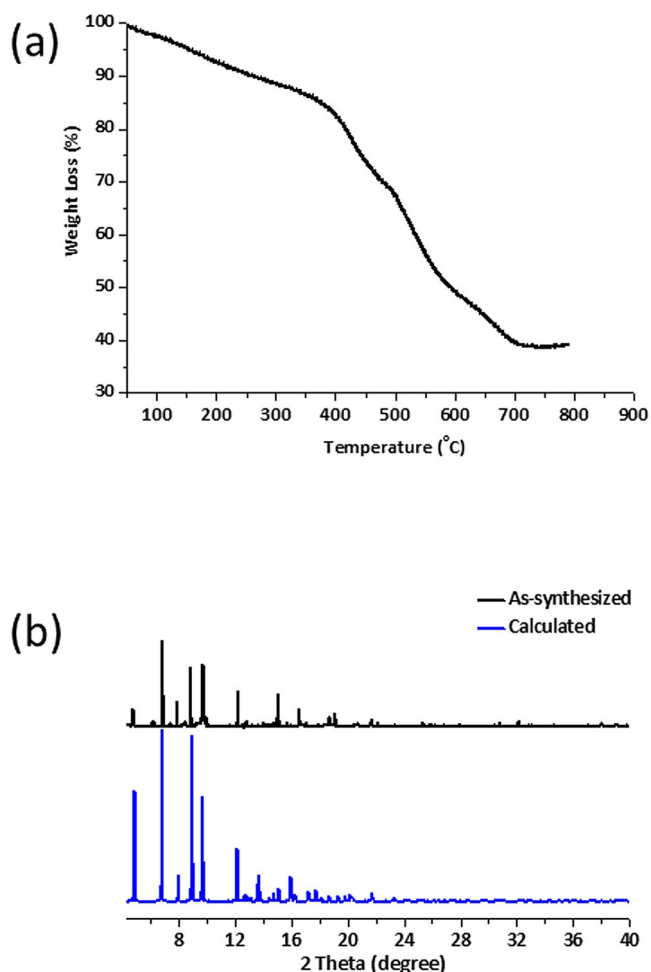 (a)
100
90
80
70
60
50
40
30
Weight Loss (%)
100 200 300 400 500 600 700 800 900
Temperature (°C)
(b)
As-synthesized
Calculated
8 12 16 20 24 28 32 36 40
2 Theta (degree)